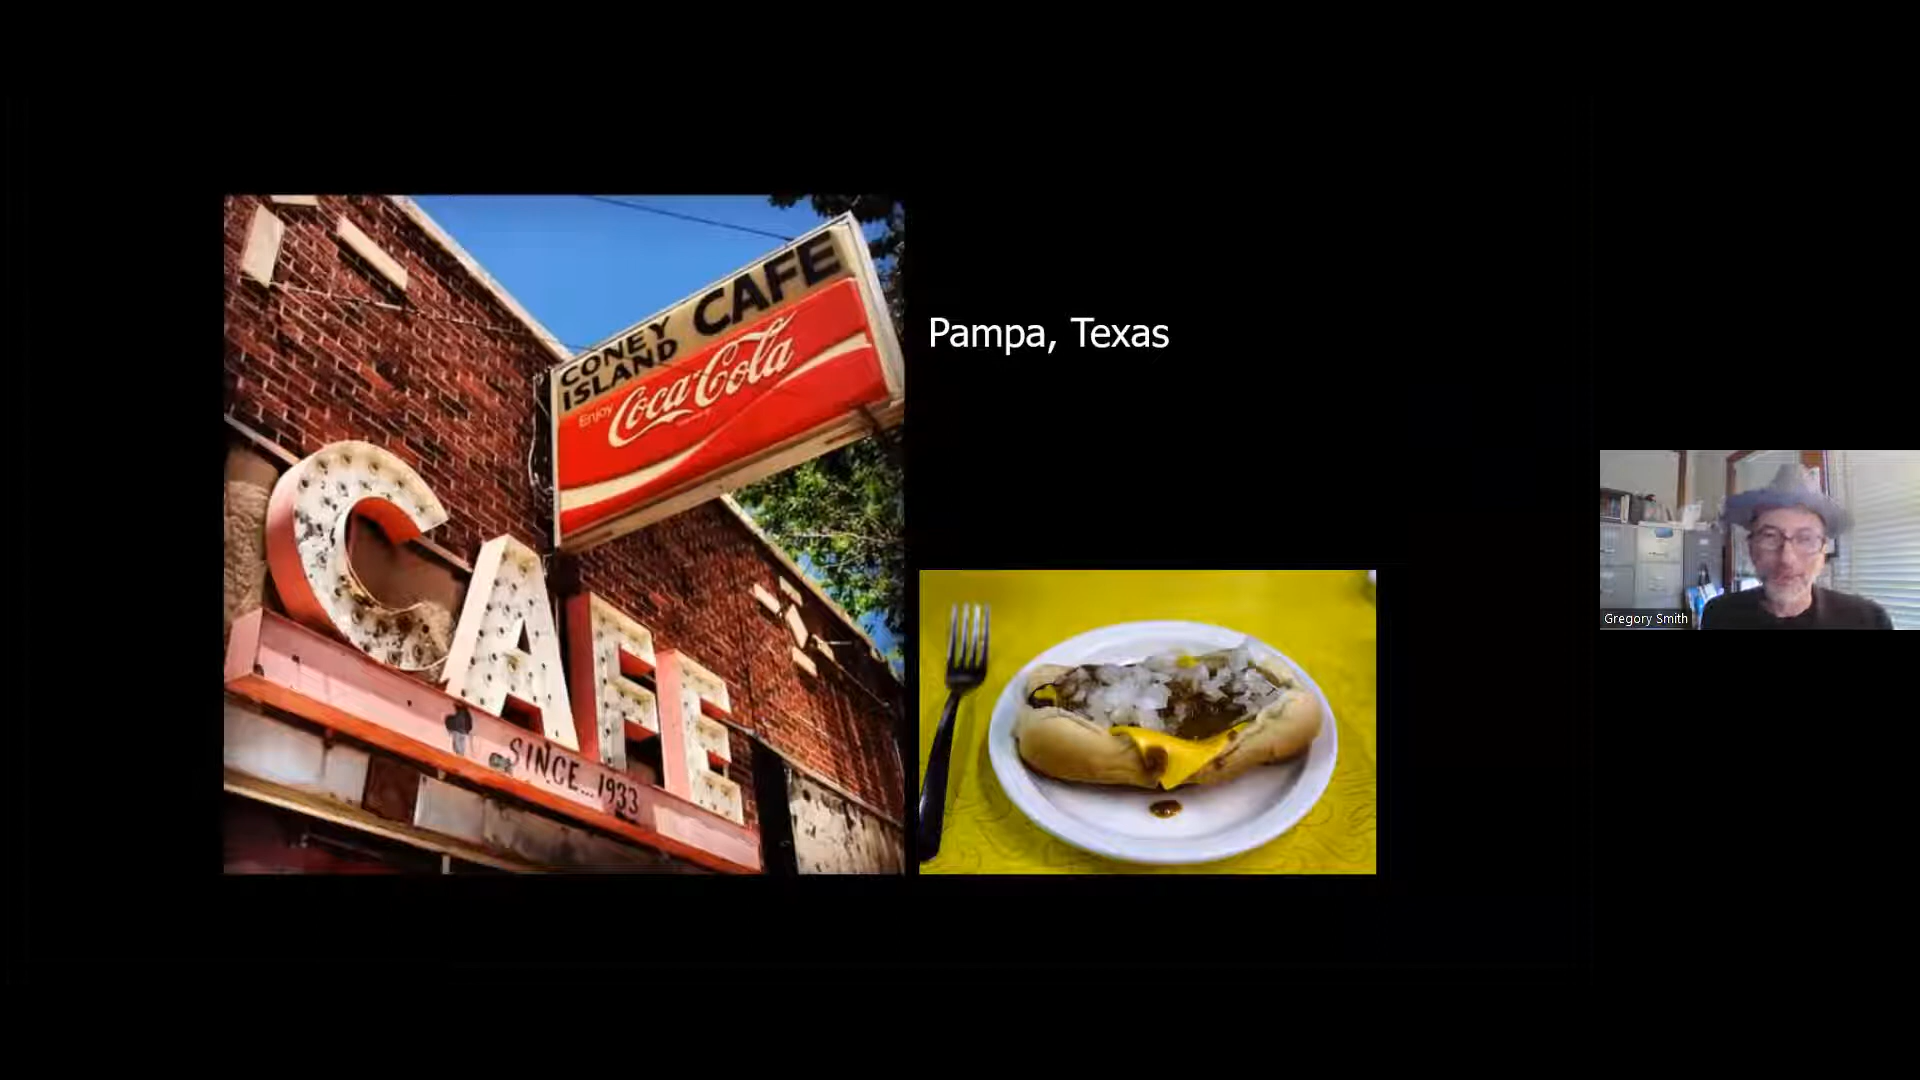 CONEY
ISLAND
CAFE
Enjoy
Coca-Cola
CAFE
SINCE...1933
Pampa, Texas
Gregory Smith